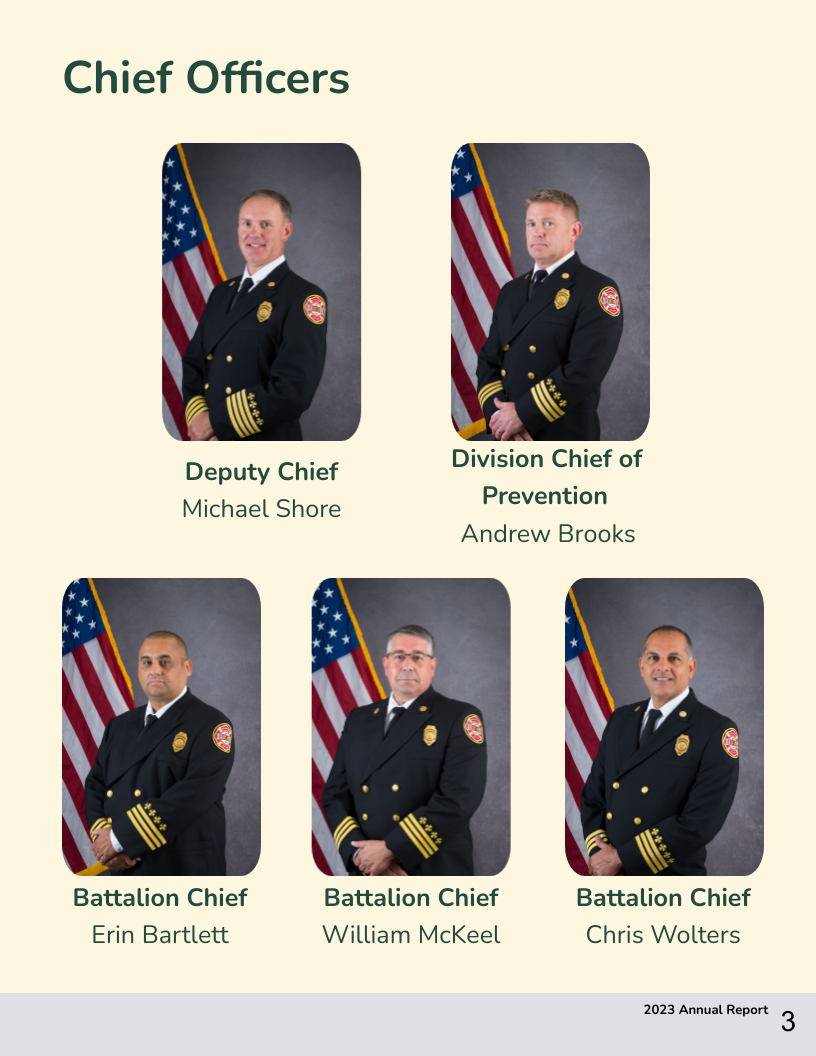 Chief Officers
Deputy Chief
Michael Shore
Division Chief of
Prevention
Andrew Brooks
Battalion Chief
Erin Bartlett
Battalion Chief
William McKeel
Battalion Chief
Chris Wolters
2023 Annual Report
3